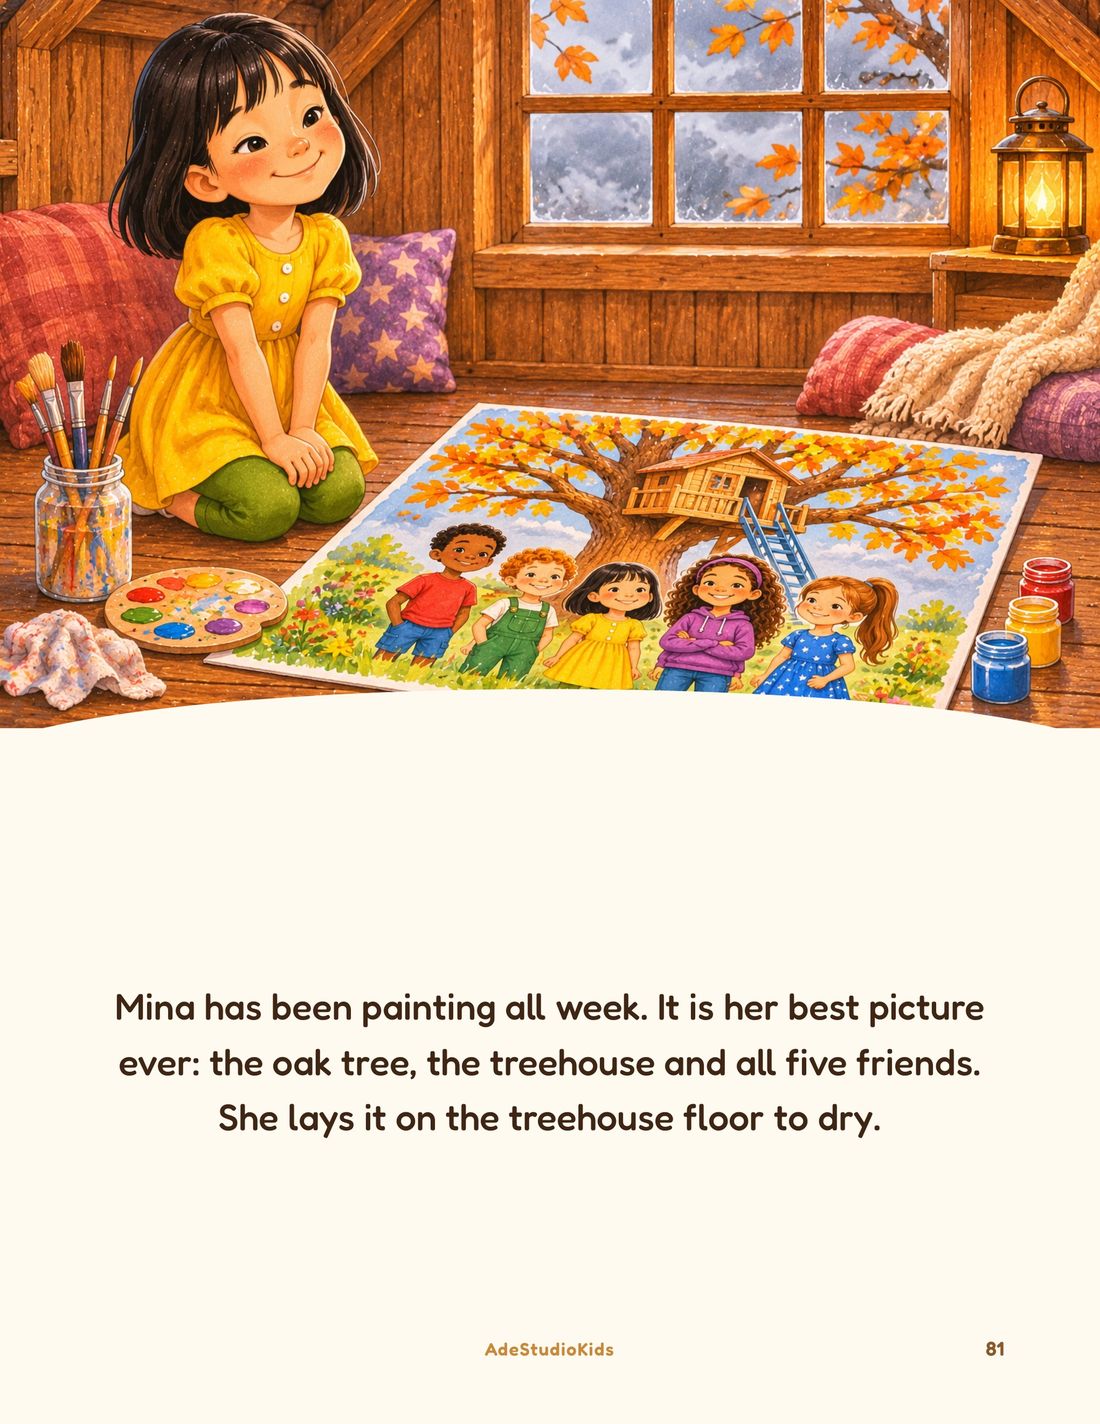 Mina has been painting all week. It is her best picture
ever: the oak tree, the treehouse and all five friends.
She lays it on the treehouse floor to dry.
AdeStudioKids
81